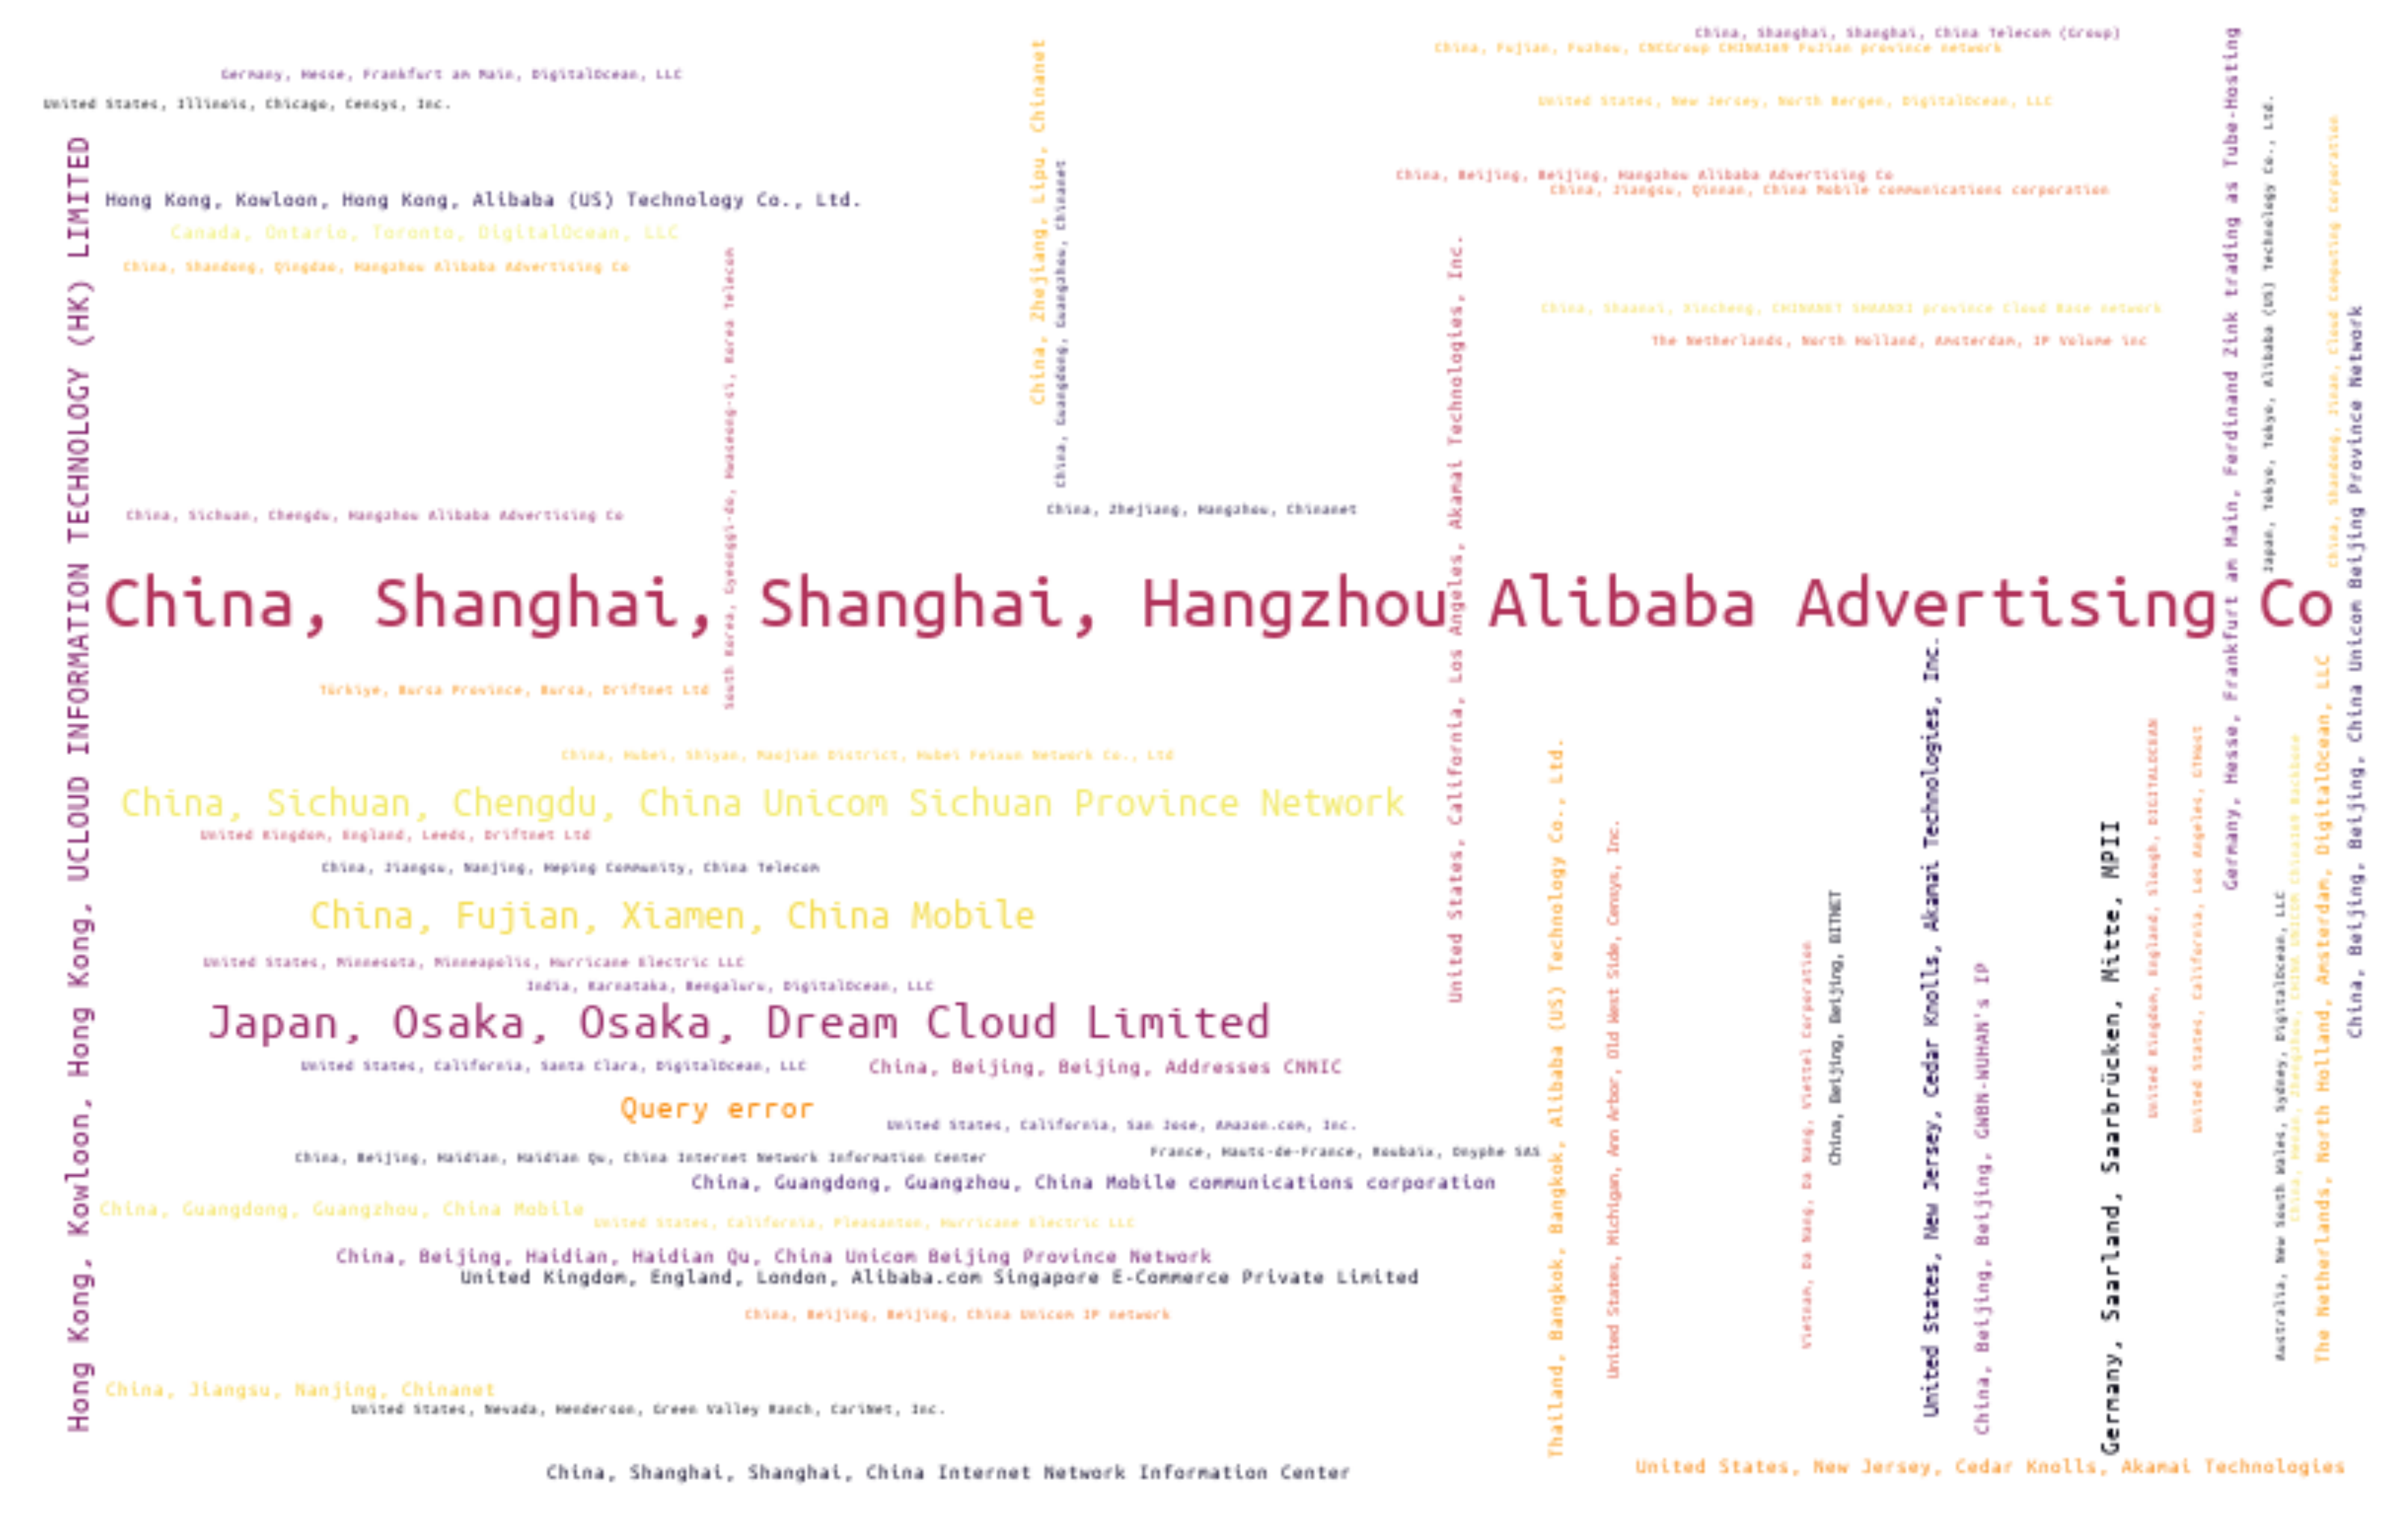 China, Shanghai, Shanghai, China Telecom (Group)
China, Fujian, Fuzhou, CNCGroup CHINA169 Fujian province network
Germany, Hesse, Frankfurt am Main, DigitalOcean, LLC
United States, Illinois, Chicago, Censys, Inc.
United States, New Jersey, North Bergen, DigitalOcean, LLC
China, Beijing, Beijing, Hangzhou Alibaba Advertising Co
China, Jiangsu, Qinnan, China Mobile communications corporation
Hong Kong, Kowloon, Hong Kong, Alibaba (US) Technology Co., Ltd.
Canada, Ontario, Toronto, DigitalOcean, LLC
China, Shandong, Qingdao, Hangzhou Alibaba Advertising Co
China, Shaanxi, Xincheng, CHINANET SHAANXI province Cloud Base network
The Netherlands, North Holland, Amsterdam, IP Volume inc
China, Sichuan, Chengdu, Hangzhou Alibaba Advertising Co
China, Zhejiang, Hangzhou, Chinanet
China, Shanghai, Shanghai, Hangzhou Alibaba Advertising Co
Türkiye, Bursa Province, Bursa, Driftnet Ltd
China, Hubei, Shiyan, Maojian District, Hubei Feixun Network Co., Ltd
China, Sichuan, Chengdu, China Unicom Sichuan Province Network
United Kingdom, England, Leeds, Driftnet Ltd
China, Jiangsu, Nanjing, Heping Community, China Telecom
China, Fujian, Xiamen, China Mobile
United States, Minnesota, Minneapolis, Hurricane Electric LLC
India, Karnataka, Bengaluru, DigitalOcean, LLC
Japan, Osaka, Osaka, Dream Cloud Limited
United States, California, Santa Clara, DigitalOcean, LLC
China, Beijing, Beijing, Addresses CNNIC
Query error
United States, California, San Jose, Amazon.com, Inc.
France, Hauts-de-France, Roubaix, Onyphe SAS
China, Beijing, Haidian, Haidian Qu, China Internet Network Information Center
China, Guangdong, Guangzhou, China Mobile communications corporation
China, Guangdong, Guangzhou, China Mobile
United States, California, Pleasanton, Hurricane Electric LLC
China, Beijing, Haidian, Haidian Qu, China Unicom Beijing Province Network
United Kingdom, England, London, Alibaba.com Singapore E-Commerce Private Limited
China, Beijing, Beijing, China Unicom IP network
China, Jiangsu, Nanjing, Chinanet
United States, Nevada, Henderson, Green Valley Ranch, CariNet, Inc.
United States, New Jersey, Cedar Knolls, Akamai Technologies
China, Shanghai, Shanghai, China Internet Network Information Center
Hong Kong, Kowloon, Hong Kong, UCLOUD INFORMATION TECHNOLOGY (HK) LIMITED
South Korea, Gyeonggi-do, Hwaseong-si, Korea Telecom
China, Zhejiang, Lipu, Chinanet
China, Guangdong, Guangzhou, Chinanet
United States, California, Los Angeles, Akamai Technologies, Inc.
Thailand, Bangkok, Bangkok, Alibaba (US) Technology Co., Ltd.
United States, Michigan, Ann Arbor, Old West Side, Censys, Inc.
Vietnam, Da Nang, Da Nang, Viettel Corporation
China, Beijing, Beijing, BITNET
United States, New Jersey, Cedar Knolls, Akamai Technologies, Inc.
China, Beijing, Beijing, GWBN-WUHAN's IP
Germany, Saarland, Saarbrücken, Mitte, MPII
United Kingdom, England, Slough, DIGITALOCEAN
United States, California, Los Angeles, GTHost
Germany, Hesse, Frankfurt am Main, Ferdinand Zink trading as Tube-Hosting
Japan, Tokyo, Tokyo, Alibaba (US) Technology Co., Ltd.
Australia, New South Wales, Sydney, DigitalOcean, LLC
China, Henan, Zhengzhou, CHINA UNICOM China169 Backbone
The Netherlands, North Holland, Amsterdam, DigitalOcean, LLC
China, Shandong, Jinan, Cloud Computing Corporation
China, Beijing, Beijing, China Unicom Beijing Province Network